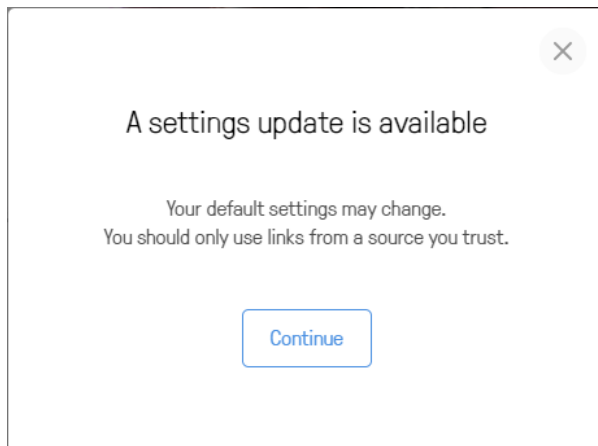 A settings update is available
Your default settings may change.
You should only use links from a source you trust.
Continue